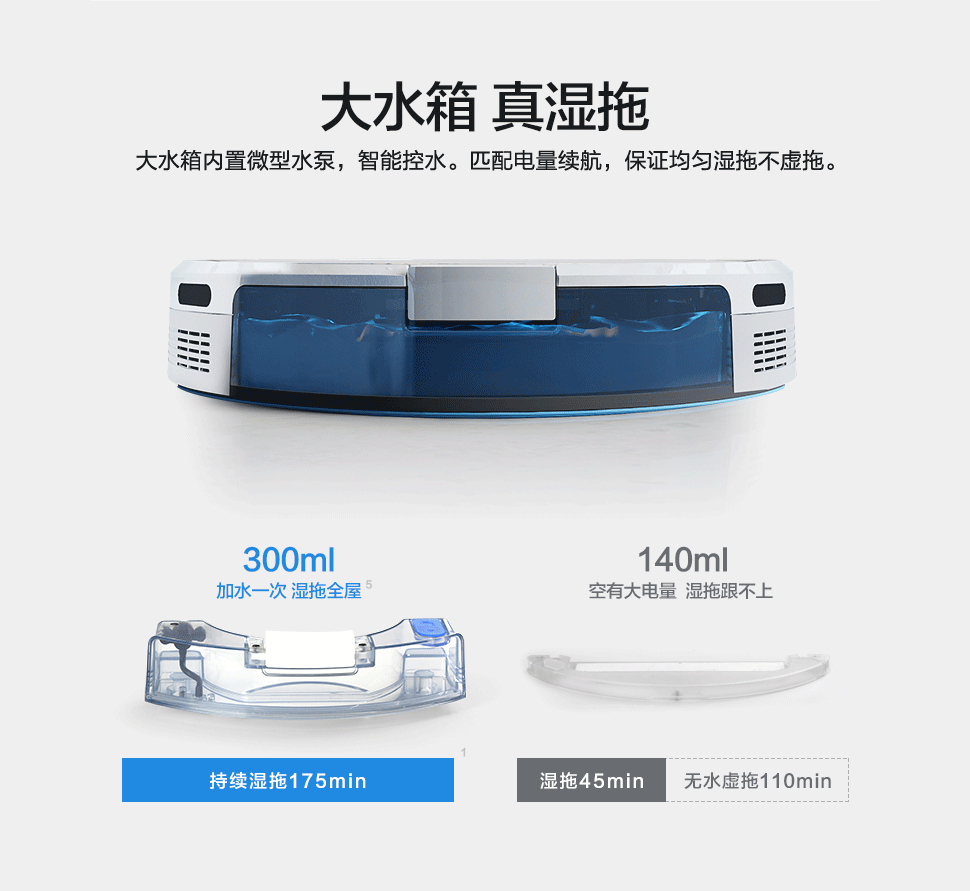 大水箱 真湿拖
大水箱内置微型水泵，智能控水。匹配电量续航，保证均匀湿拖不虚拖。
300ml
加水一次 湿拖全屋 5
140ml
空有大电量 湿拖跟不上
1
持续湿拖175min
湿拖45min
无水虚拖110min